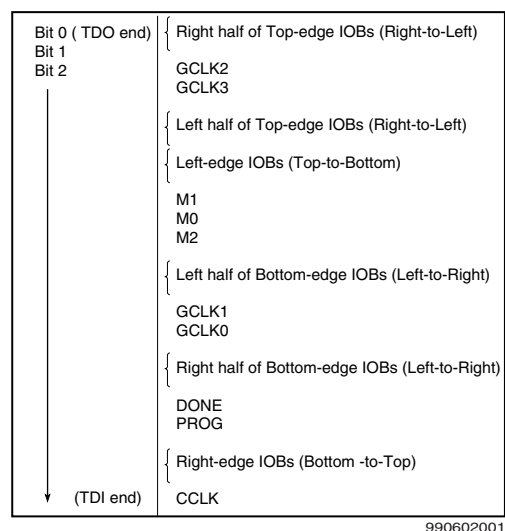 Bit 0 ( TDO end) Right half of Top-edge IOBs (Right-to-Left)
Bit 1
Bit 2
GCLK2
GCLK3
Left half of Top-edge IOBs (Right-to-Left)
Left-edge IOBs (Top-to-Bottom)
M1
M0
M2
Left half of Bottom-edge IOBs (Left-to-Right)
GCLK1
GCLK0
Right half of Bottom-edge IOBs (Left-to-Right)
DONE
PROG
Right-edge IOBs (Bottom -to-Top)
(TDI end) CCLK
990602001